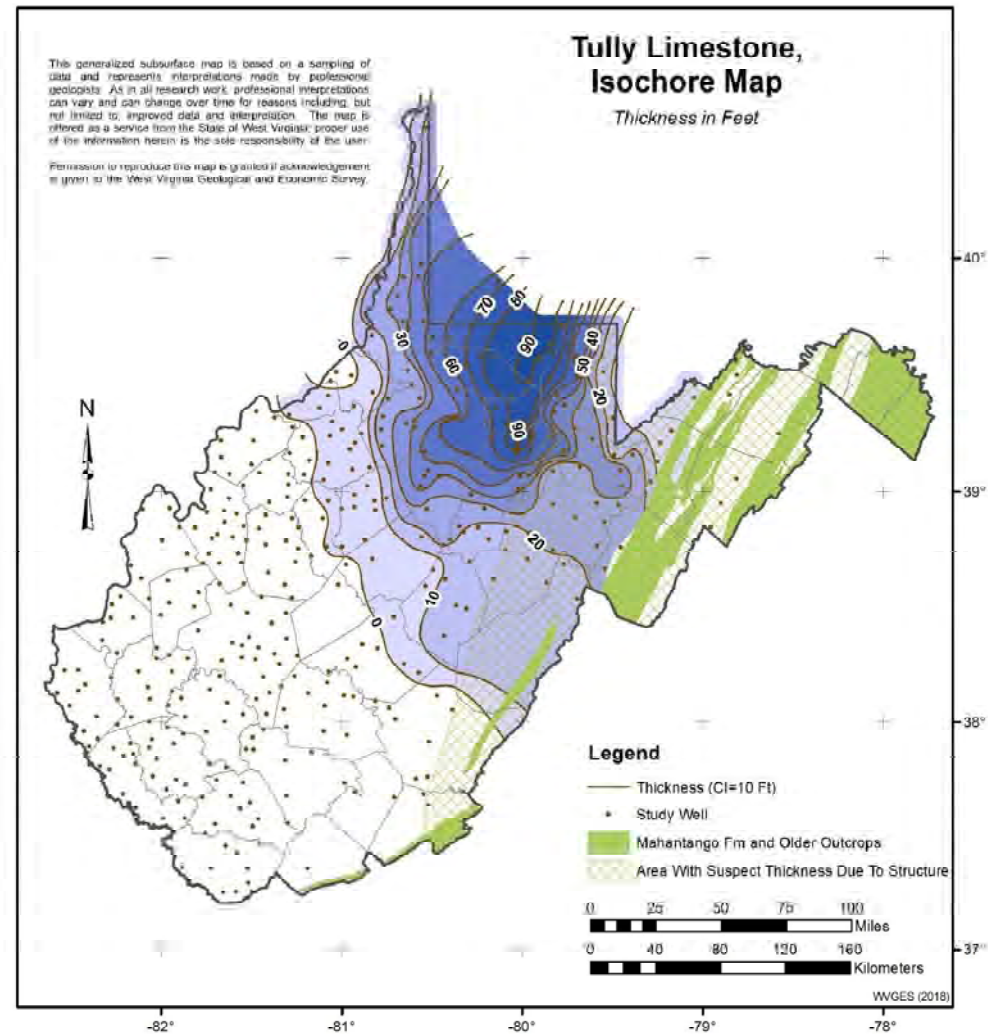 Tully Limestone,
Isochore Map
Thickness in Feet
This generalized subsurface map is based on a sampling of
data and represents interpretations made by professional
geologists. As in all research work, professional interpretations
can vary and can change over time for reasons including, but
not limited to, improved data and interpretation. The map is
offered as a service from the State of West Virginia; proper use
of the information herein is the sole responsibility of the user.
Permission to reproduce this map is granted if acknowledgement
is given to the West Virginia Geological and Economic Survey.
40°
70
80
0
30
90
40
60
50
20
N
90
39°
20
10
0
38°
Legend
Thickness (CI=10 Ft)
Study Well
Mahantango Fm and Older Outcrops
Area With Suspect Thickness Due To Structure
0 25 50 75 100
Miles
0 40 80 120 160
Kilometers
37°
WVGES (2018)
-82° -81° -80° -79° -78°